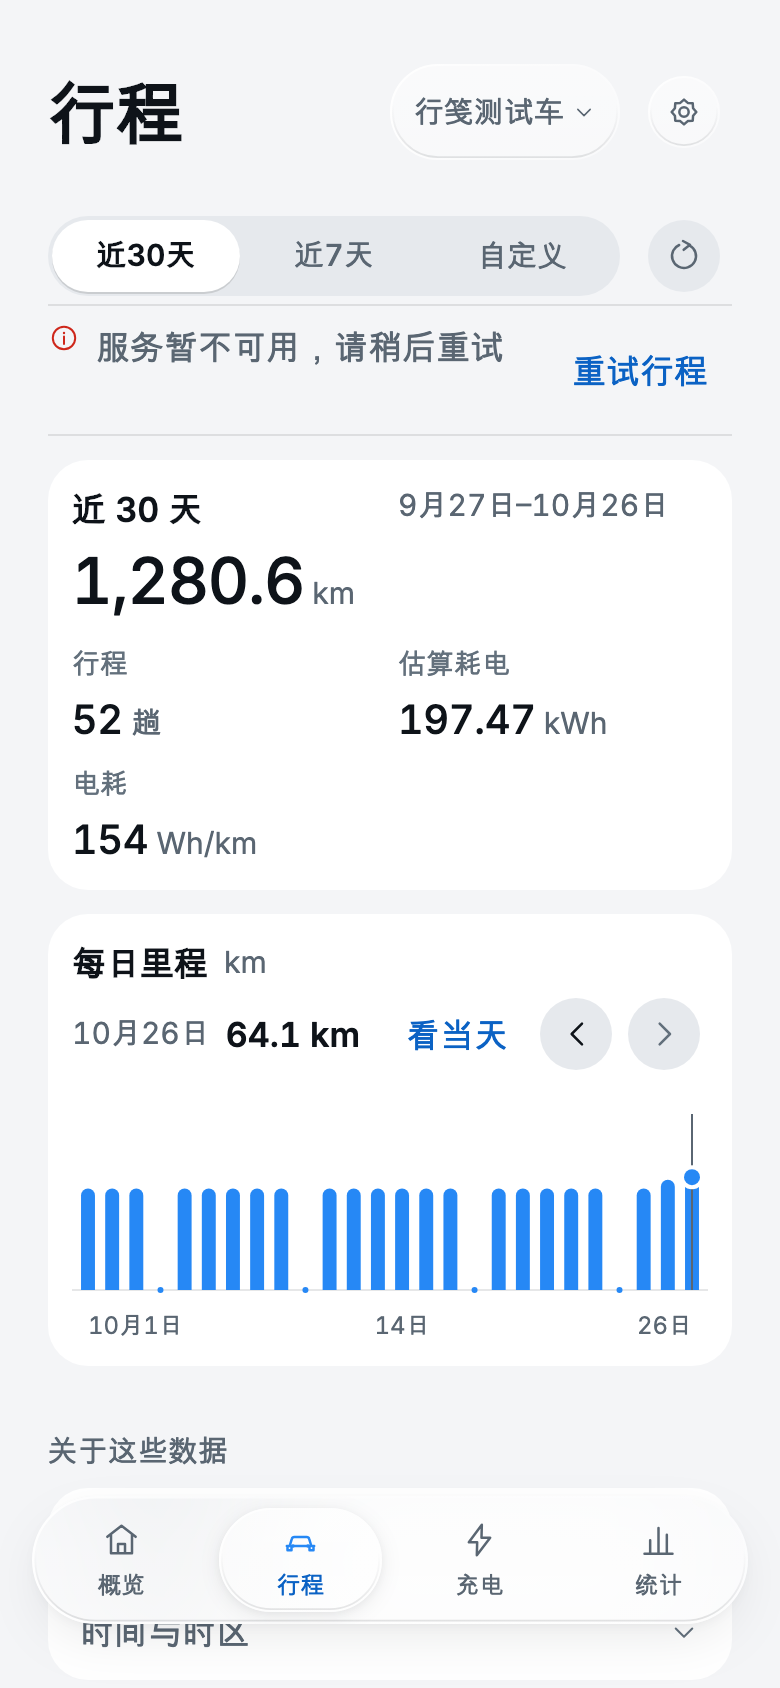 行程
行笺测试车
近30天
近7天
自定义
服务暂不可用，请稍后重试
重试行程
近 30 天
9月27日–10月26日
1,280.6 km
行程
估算耗电
52 趟
197.47 kWh
电耗
154 Wh/km
每日里程 km
10月26日 64.1 km 看当天
10月1日
14日
26日
关于这些数据
概览
行程
充电
统计
时间与时区